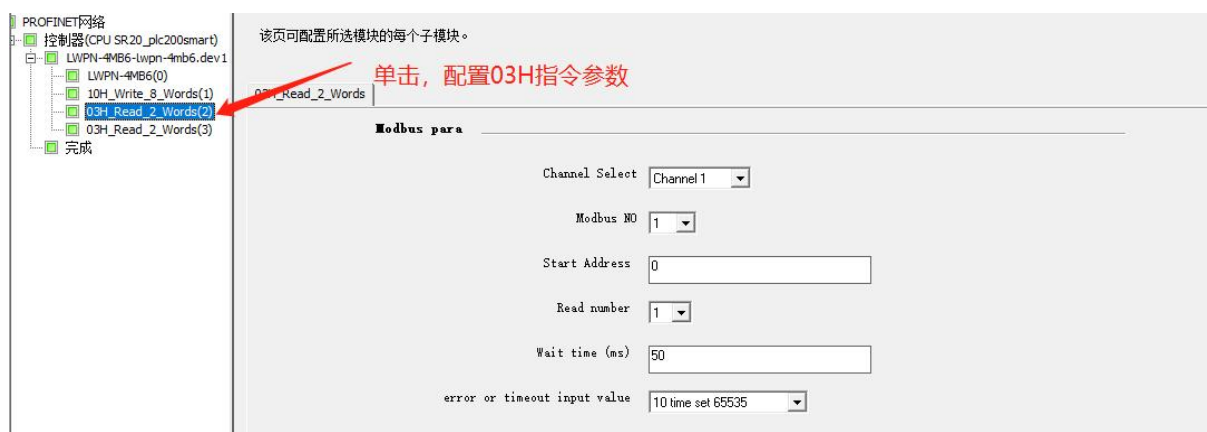 PROFINET网络
控制器(CPU SR20_plc200smart)
LWPN-4MB6-lwpn-4mb6.dev1
LWPN-4MB6(0)
10H_Write_8_Words(1)
03H_Read_2_Words(2)
03H_Read_2_Words(3)
完成
该页可配置所选模块的每个子模块。
单击，配置03H指令参数
03H_Read_2_Words
Modbus para
Channel Select Channel 1
Modbus NO 1
Start Address 0
Read number 1
Wait time (ms) 50
error or timeout input value 10 time set 65535